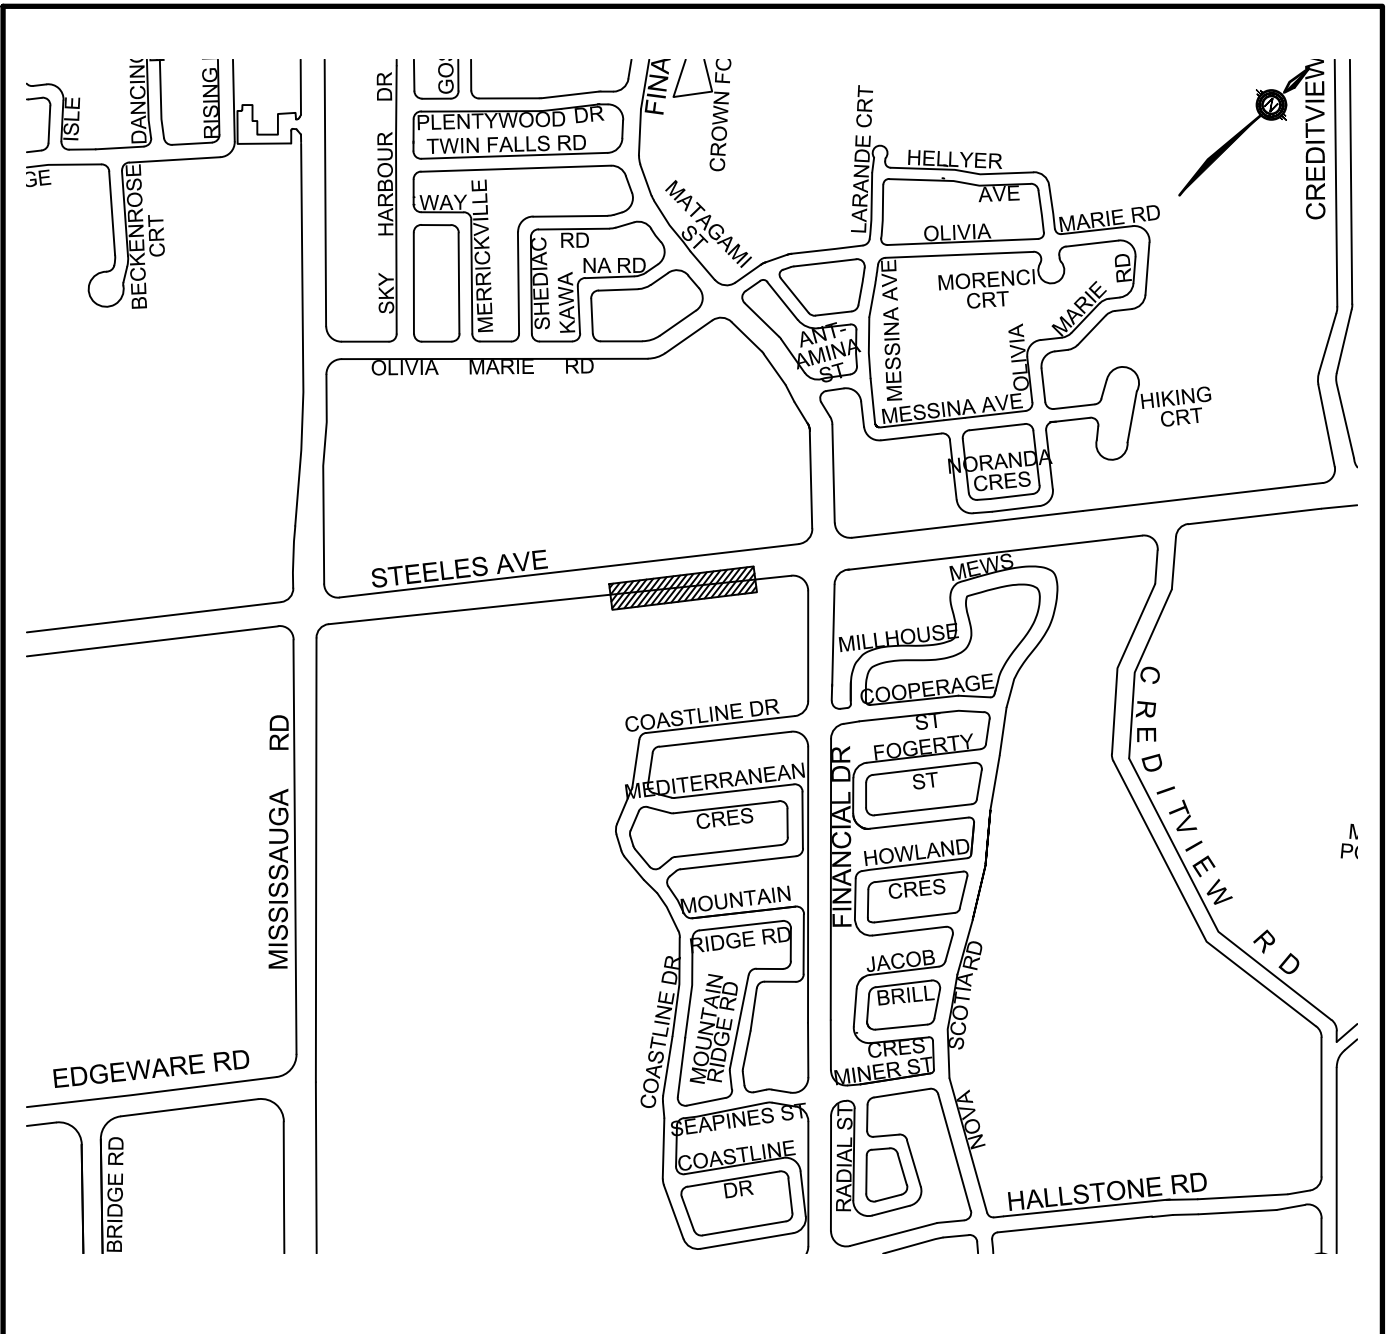 ISLE
DANCING
RISING
SKY HARBOUR DR
GOS
FINA
CROWN FO
LARANDE CRT
CREDITVIEW
N
PLENTYWOOD DR
TWIN FALLS RD
GE
BECKENROSE
CRT
WAY
MERRICKVILLE
SHEDIAC
RD
KAWA
NA RD
MATAGAMI
ST
HELLYER
AVE
OLIVIA
MARIE RD
MORENCI
CRT
MESSINA AVE
OLIVIA
MARIE
RD
ANT-
AMINA
ST
OLIVIA MARIE RD
MESSINA AVE
HIKING
CRT
NORANDA
CRES
STEELES AVE
MEWS
MILLHOUSE
COOPERAGE
ST
COASTLINE DR
FOGERTY
ST
MISSISSAUGA RD
MEDITERRANEAN
CRES
FINANCIAL DR
HOWLAND
CRES
CREDITVIEW RD
MOUNTAIN
RIDGE RD
JACOB
BRILL
CRES
MINER ST
COASTLINE DR
MOUNTAIN
RIDGE RD
SCOTIA RD
NOVA
EDGEWARE RD
SEAPINES ST
COASTLINE
DR
RADIAL ST
BRIDGE RD
HALLSTONE RD